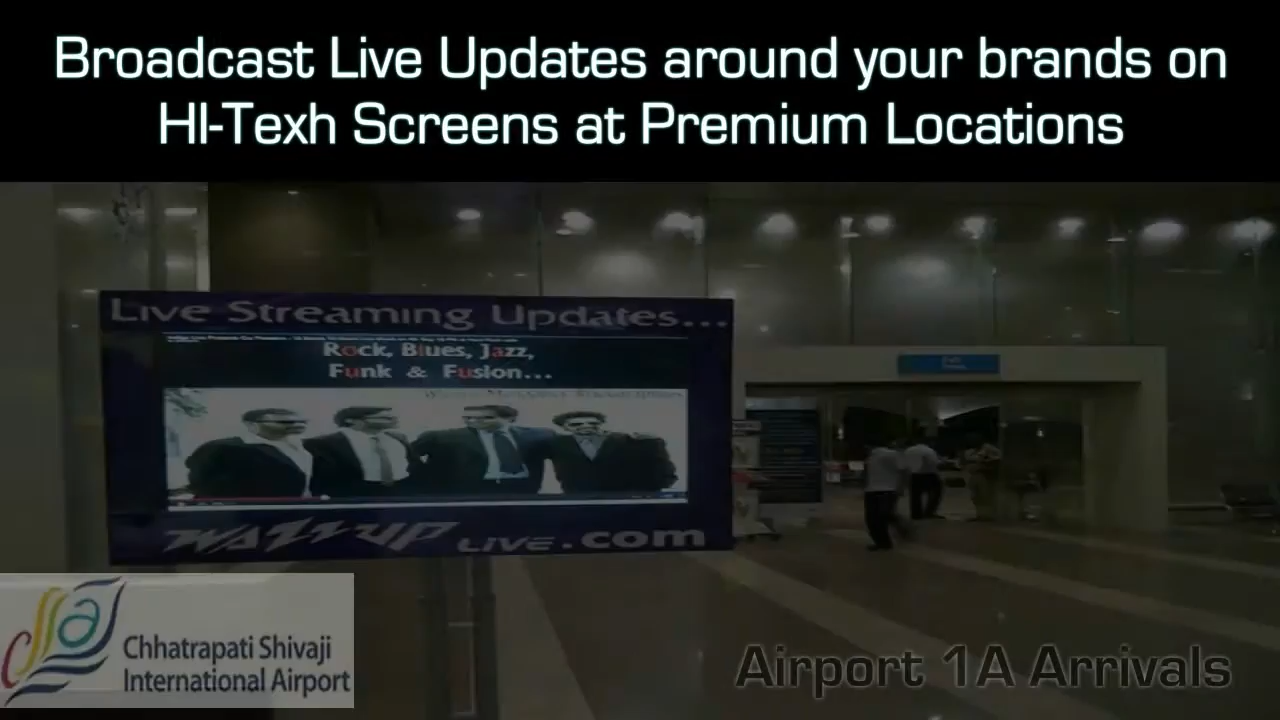 Broadcast Live Updates around your brands on
HI-Texh Screens at Premium Locations
Live Streaming Updates...
Rock, Blues, Jazz,
Funk & Fusion...
WAZZUP LIVE.com
Chhatrapati Shivaji
International Airport
Airport 1A Arrivals